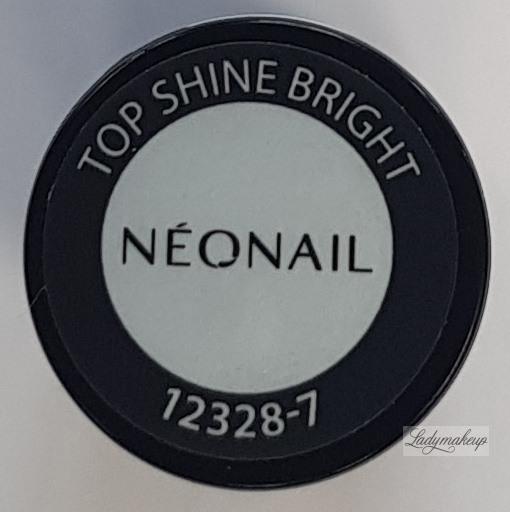 TOP SHINE BRIGHT
NÉONAIL
12328-7
Ladymakeup